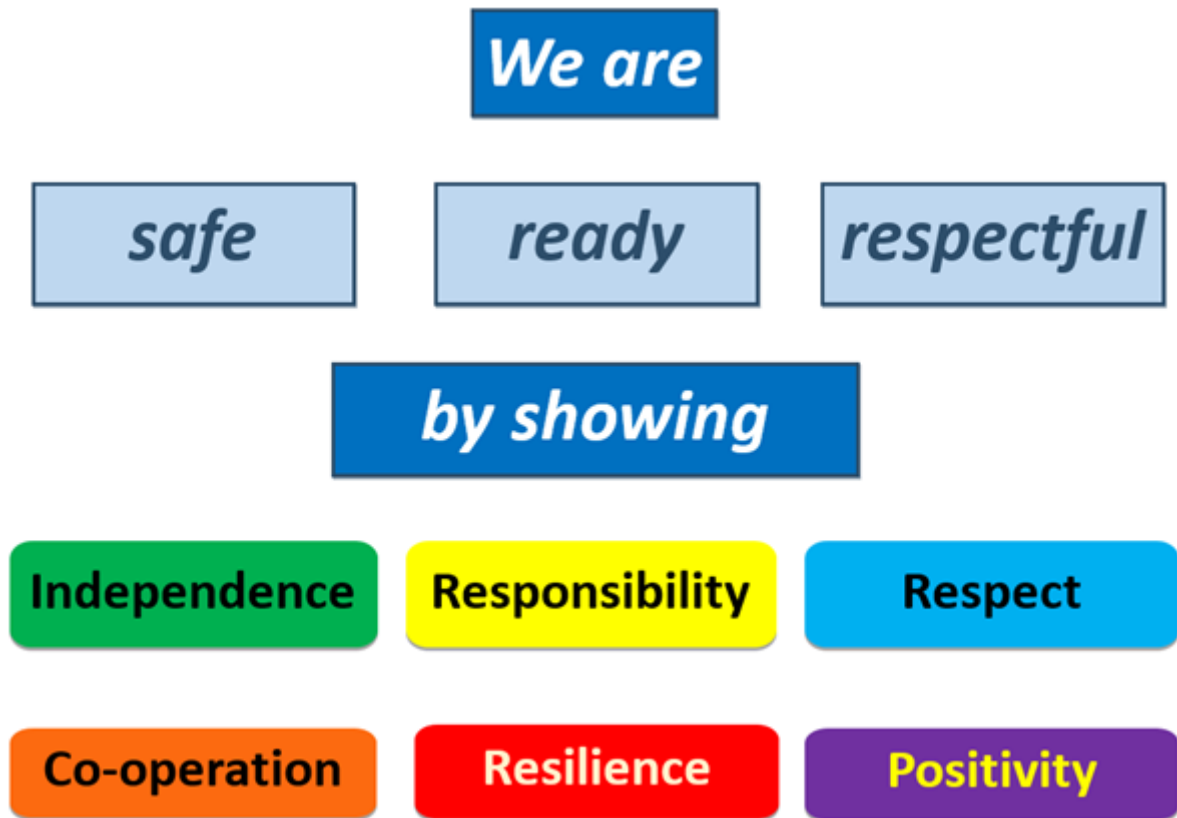 We are
safe ready respectful
by showing
Independence Responsibility Respect
Co-operation Resilience Positivity